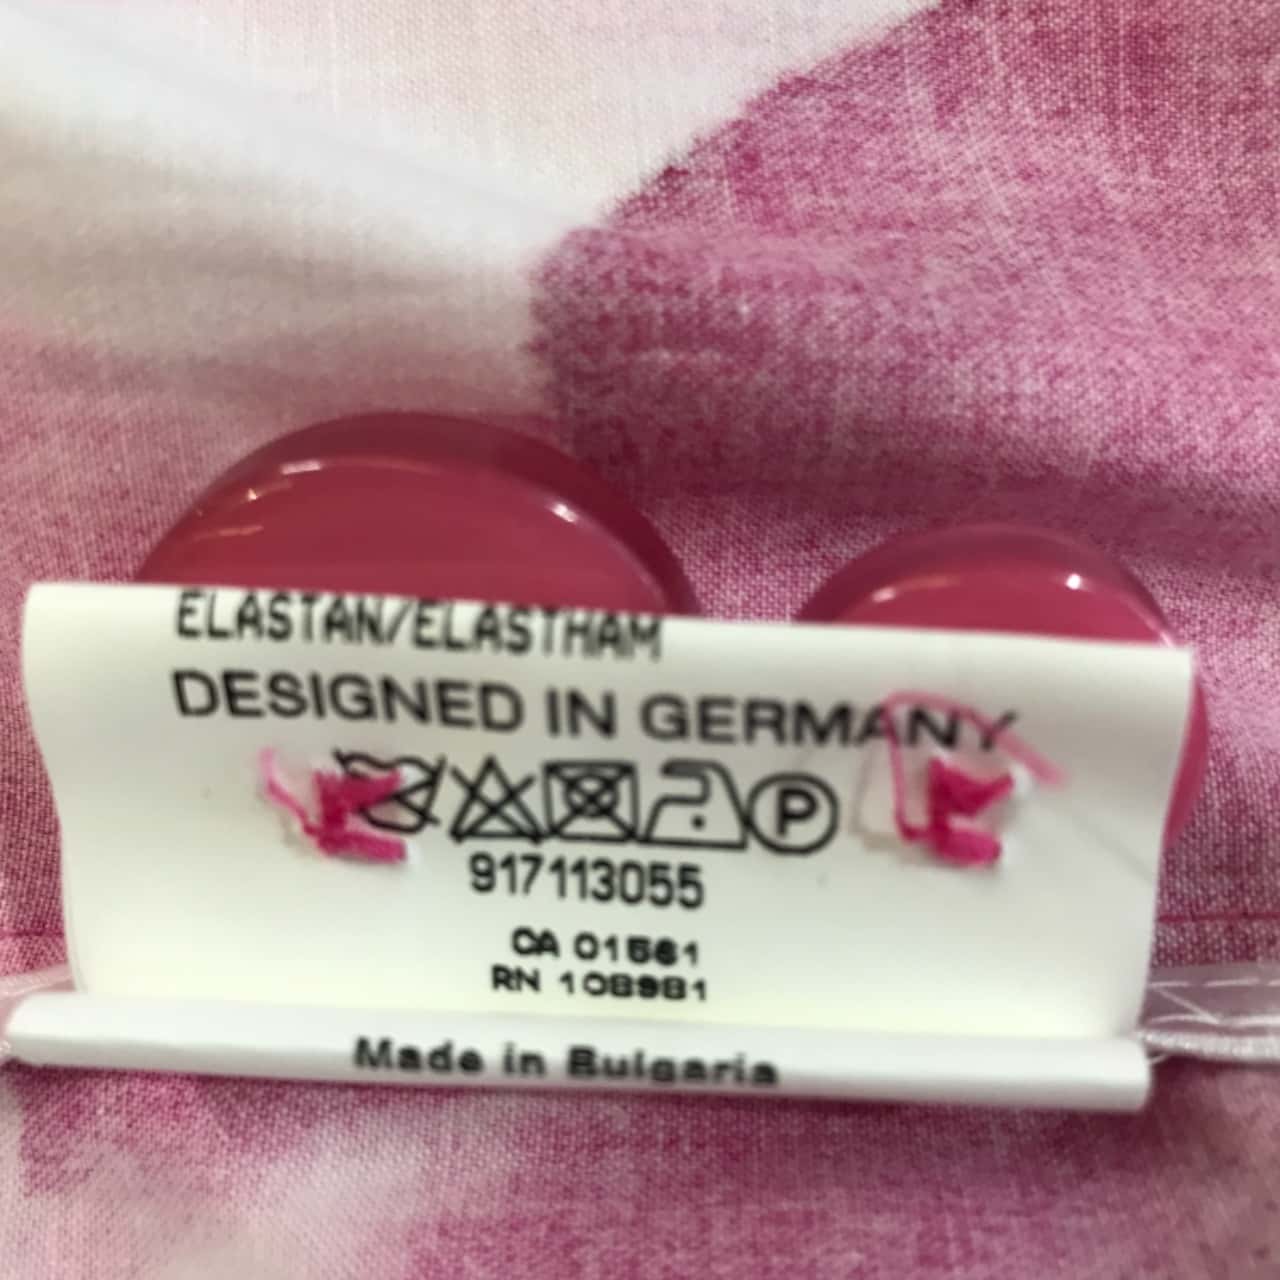 ELASTAN/ELASTHAM
DESIGNED IN GERMANY
P
917113055
CA 01561
RN 108981
Made in Bulgaria